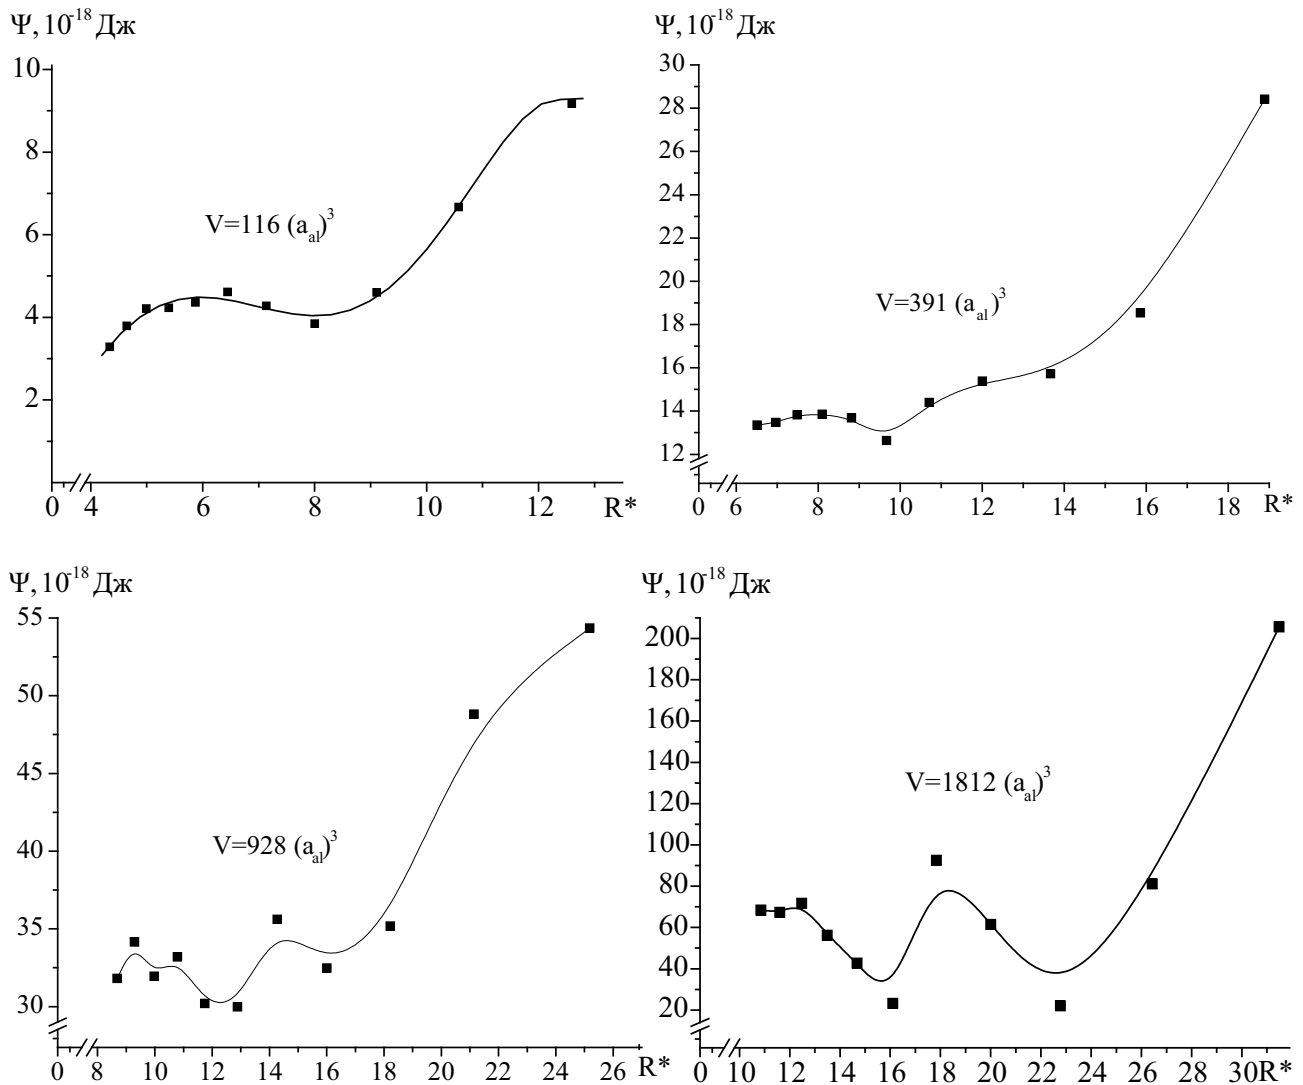 Ψ, 10⁻¹⁸ Дж
10
8
6
4
2
V=116 (a_al)³
0 4 6 8 10 12 R*
Ψ, 10⁻¹⁸ Дж
30
28
26
24
22
20
18
16
14
12
V=391 (a_al)³
0 6 8 10 12 14 16 18 R*
Ψ, 10⁻¹⁸ Дж
55
50
45
40
35
30
V=928 (a_al)³
0 8 10 12 14 16 18 20 22 24 26 R*
Ψ, 10⁻¹⁸ Дж
200
180
160
140
120
100
80
60
40
20
V=1812 (a_al)³
0 10 12 14 16 18 20 22 24 26 28 30 R*